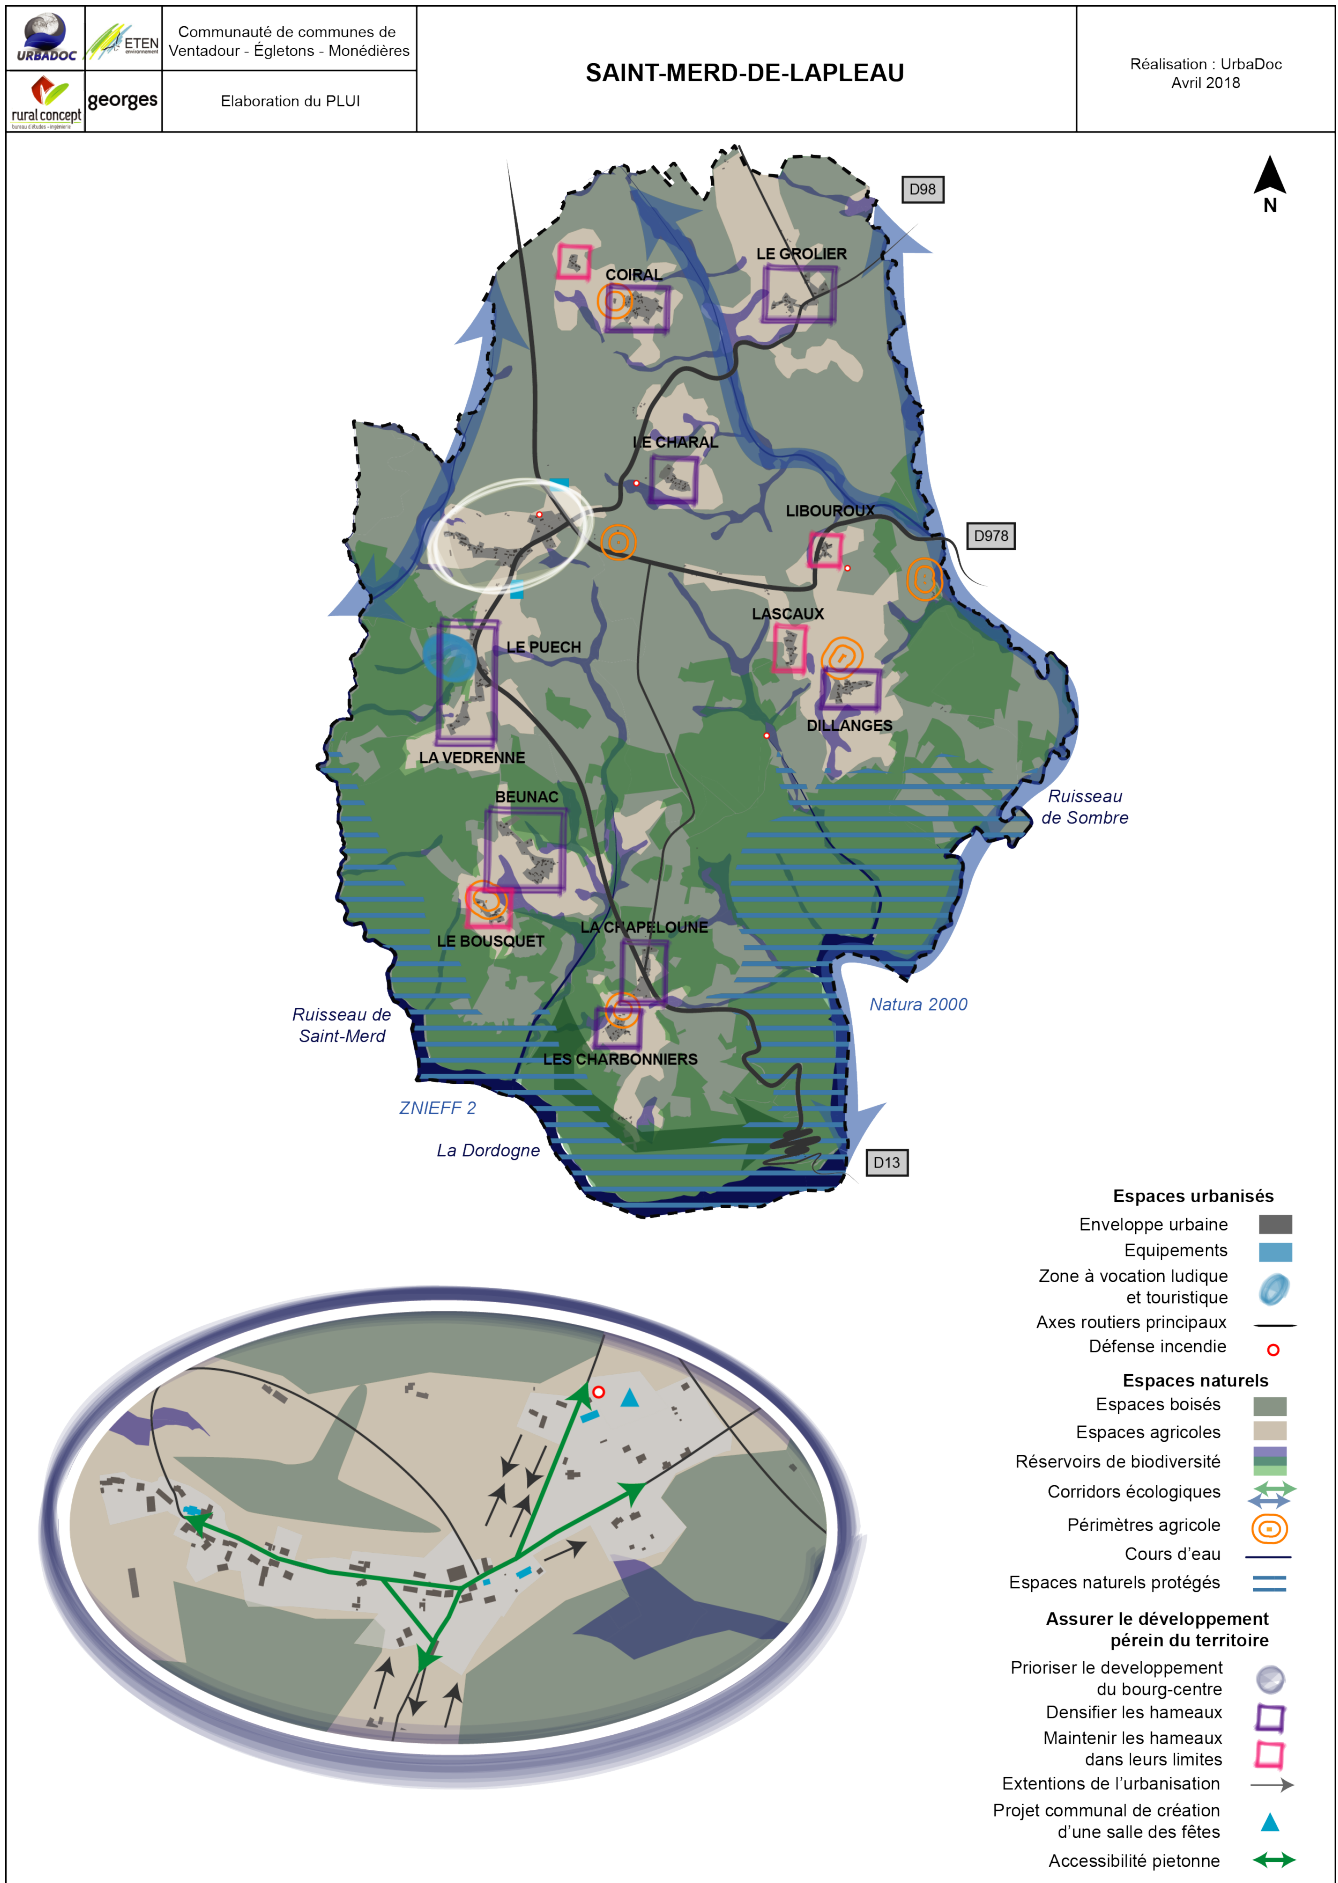 URBADOC
ETEN
environnement
rural concept
bureau d'études - ingénierie
georges
Communauté de communes de
Ventadour - Égletons - Monédières
Elaboration du PLUI
SAINT-MERD-DE-LAPLEAU
Réalisation : UrbaDoc
Avril 2018
N
D98
LE GROLIER
COIRAL
LE CHARAL
LIBOUROUX
D978
LASCAUX
LE PUECH
DILLANGES
LA VEDRENNE
BEUNAC
Ruisseau
de Sombre
LA CHAPELOUNE
LE BOUSQUET
Natura 2000
Ruisseau de
Saint-Merd
LES CHARBONNIERS
ZNIEFF 2
La Dordogne
D13
Espaces urbanisés
Enveloppe urbaine
Equipements
Zone à vocation ludique
et touristique
Axes routiers principaux
Défense incendie
Espaces naturels
Espaces boisés
Espaces agricoles
Réservoirs de biodiversité
Corridors écologiques
Périmètres agricole
Cours d'eau
Espaces naturels protégés
Assurer le développement
pérein du territoire
Prioriser le developpement
du bourg-centre
Densifier les hameaux
Maintenir les hameaux
dans leurs limites
Extentions de l'urbanisation
Projet communal de création
d'une salle des fêtes
Accessibilité pietonne